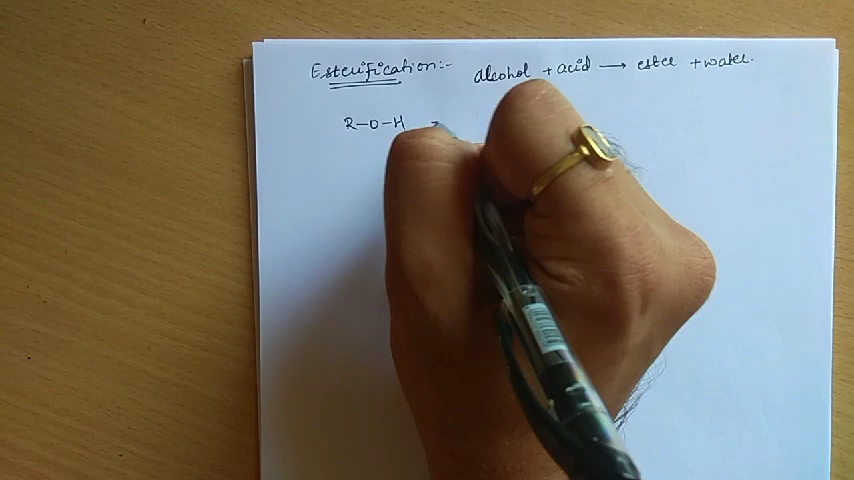 Esterification:- alcohol + acid ⟶ ester + water.
R-O-H